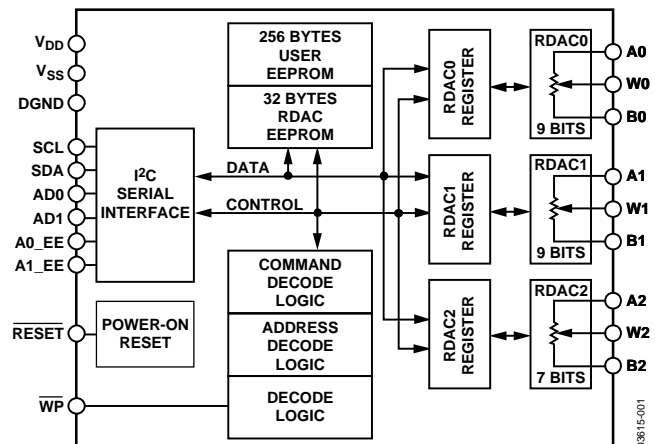 VDD
VSS
DGND
SCL
SDA
AD0
AD1
A0_EE
A1_EE
RESET
WP
I2C
SERIAL
INTERFACE
POWER-ON
RESET
256 BYTES
USER
EEPROM
32 BYTES
RDAC
EEPROM
DATA
CONTROL
COMMAND
DECODE
LOGIC
ADDRESS
DECODE
LOGIC
DECODE
LOGIC
RDAC0
REGISTER
RDAC1
REGISTER
RDAC2
REGISTER
RDAC0
9 BITS
RDAC1
9 BITS
RDAC2
7 BITS
A0
W0
B0
A1
W1
B1
A2
W2
B2
03615-001